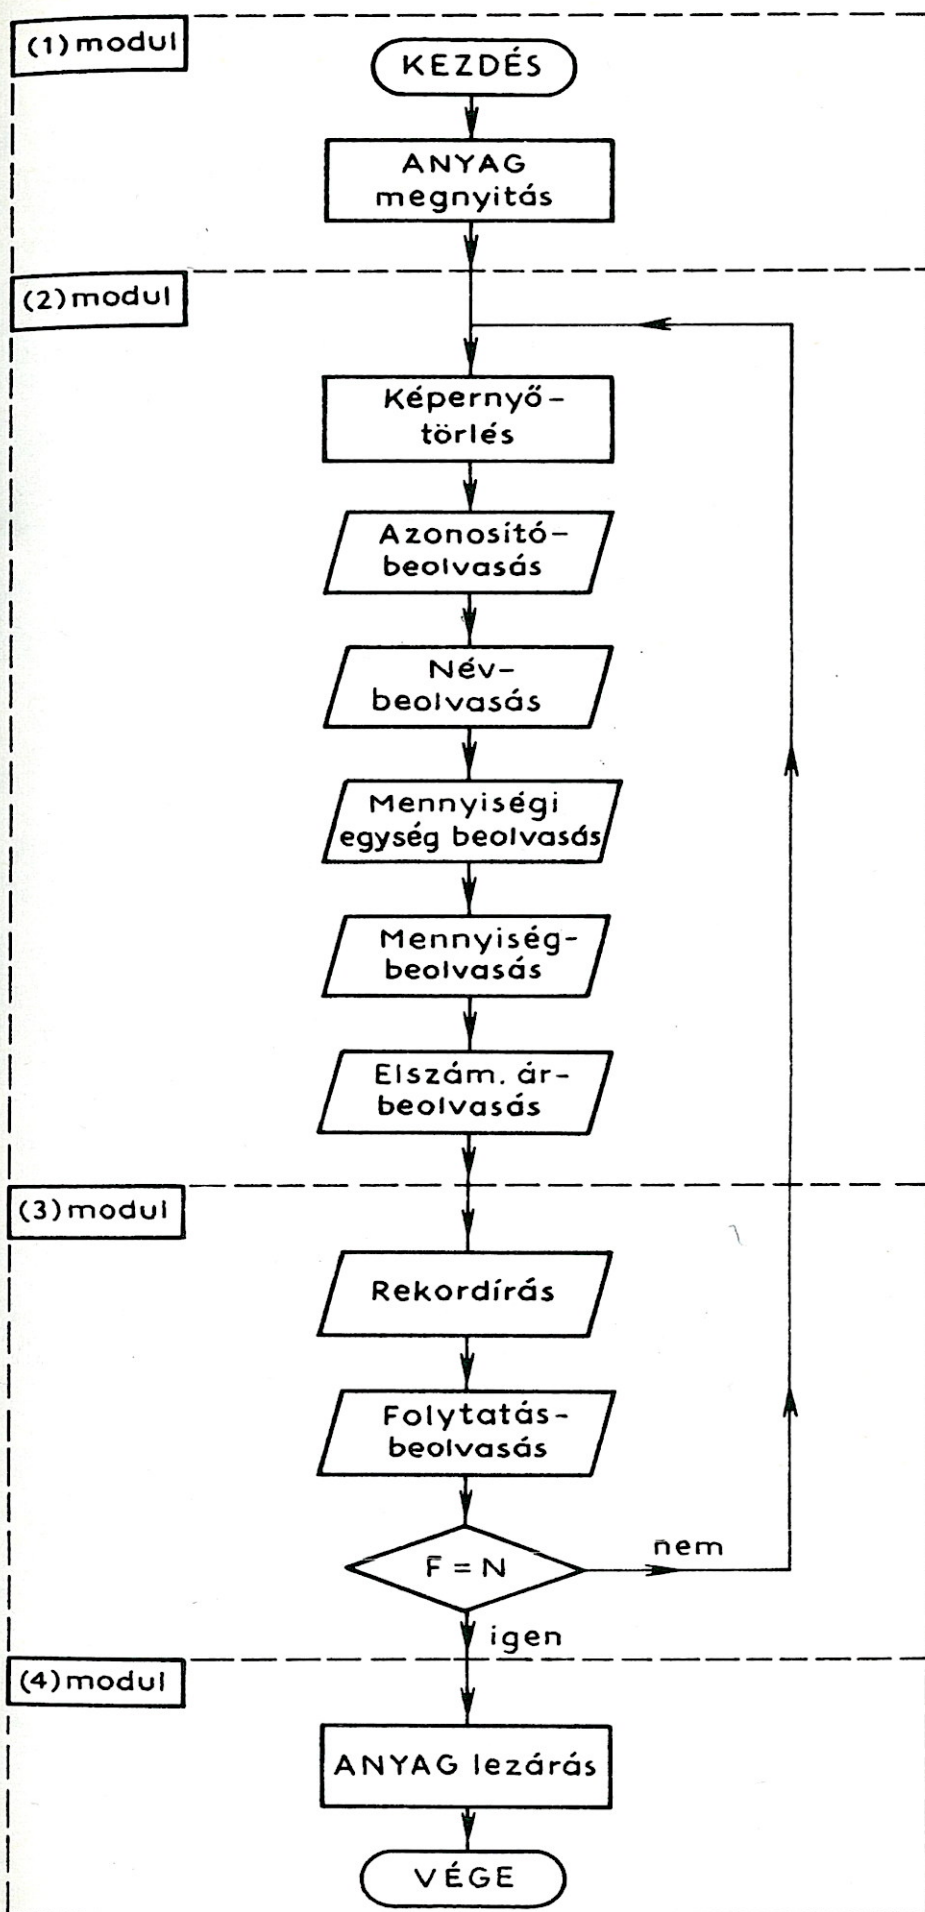 (1) modul
KEZDÉS
ANYAG
megnyitás
(2) modul
Képernyő-
törlés
Azonosító-
beolvasás
Név-
beolvasás
Mennyiségi
egység beolvasás
Mennyiség-
beolvasás
Elszám. ár-
beolvasás
(3) modul
Rekordírás
Folytatás-
beolvasás
F = N
nem
igen
(4) modul
ANYAG lezárás
VÉGE